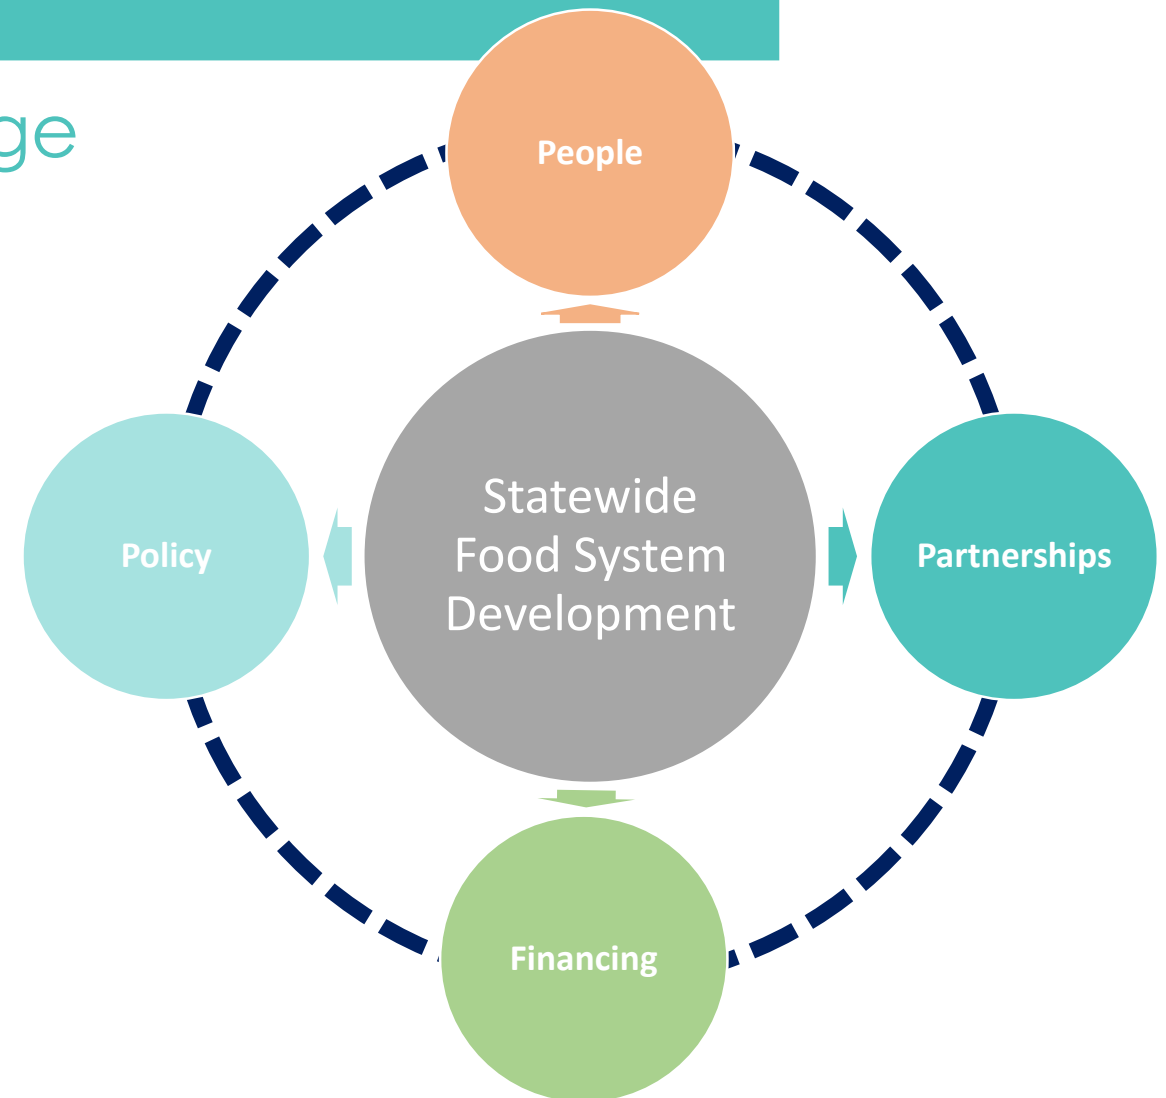 ge
People
Statewide
Food System
Development
Policy
Partnerships
Financing